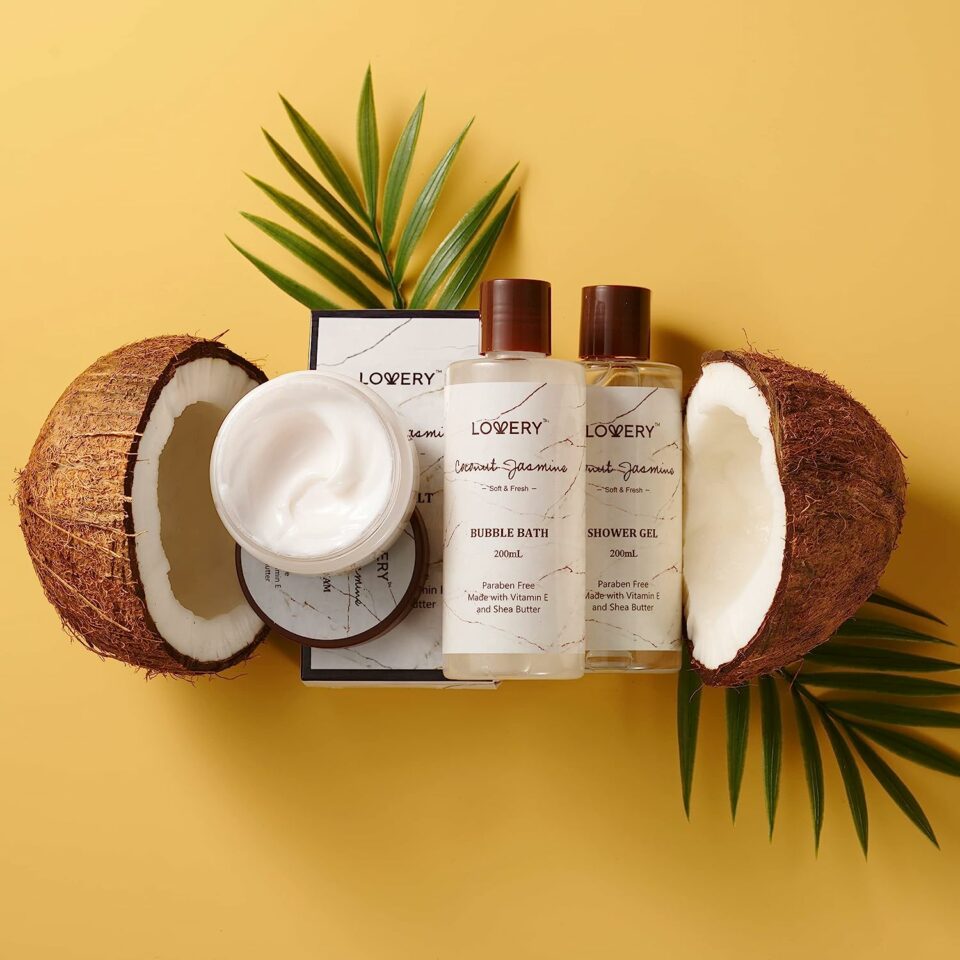 LOVERY™
LT
LOVERY™
Coconut Jasmine
– Soft & Fresh –
BUBBLE BATH
200mL
Paraben Free
Made with Vitamin E
and Shea Butter
LOVERY™
Jasmine
– Soft & Fresh –
SHOWER GEL
200mL
Paraben Free
Made with Vitamin E
and Shea Butter